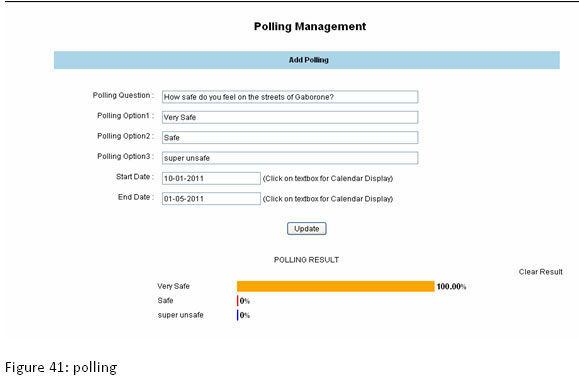 Polling Management
Add Polling
Polling Question : How safe do you feel on the streets of Gaborone?
Polling Option1 : Very Safe
Polling Option2 : Safe
Polling Option3 : super unsafe
Start Date : 10-01-2011 (Click on textbox for Calendar Display)
End Date : 01-05-2011 (Click on textbox for Calendar Display)
Update
POLLING RESULT
Clear Result
Very Safe 100.00%
Safe 0%
super unsafe 0%
Figure 41: polling